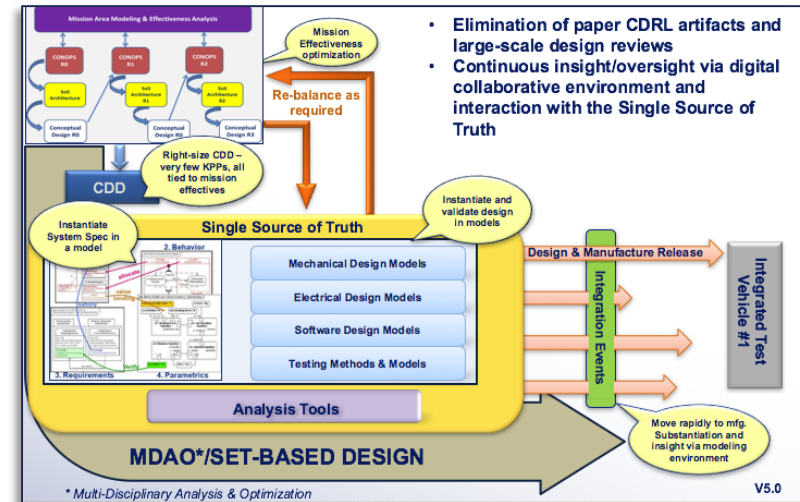 Mission Area Modeling & Effectiveness Analysis
CONOPS
R0
CONOPS
R1
CONOPS
R2
SoS
Architecture
SoS
Architecture
R1
SoS
Architecture
R2
Conceptual
Design R0
Conceptual
Design R0
Conceptual
Design R3
Mission
Effectiveness
optimization
Re-balance as
required
• Elimination of paper CDRL artifacts and
large-scale design reviews
• Continuous insight/oversight via digital
collaborative environment and
interaction with the Single Source of
Truth
CDD
Right-size CDD –
very few KPPs, all
tied to mission
effectives
Instantiate
System Spec in
a model
Single Source of Truth
Instantiate and
validate design
in models
2. Behavior
allocate
value
binding
satisfy
Verify
3. Requirements
4. Parametrics
Mechanical Design Models
Electrical Design Models
Software Design Models
Testing Methods & Models
Analysis Tools
Design & Manufacture Release
Integration Events
Integrated Test
Vehicle #1
Move rapidly to mfg.
Substantiation and
insight via modeling
environment
MDAO*/SET-BASED DESIGN
* Multi-Disciplinary Analysis & Optimization
V5.0